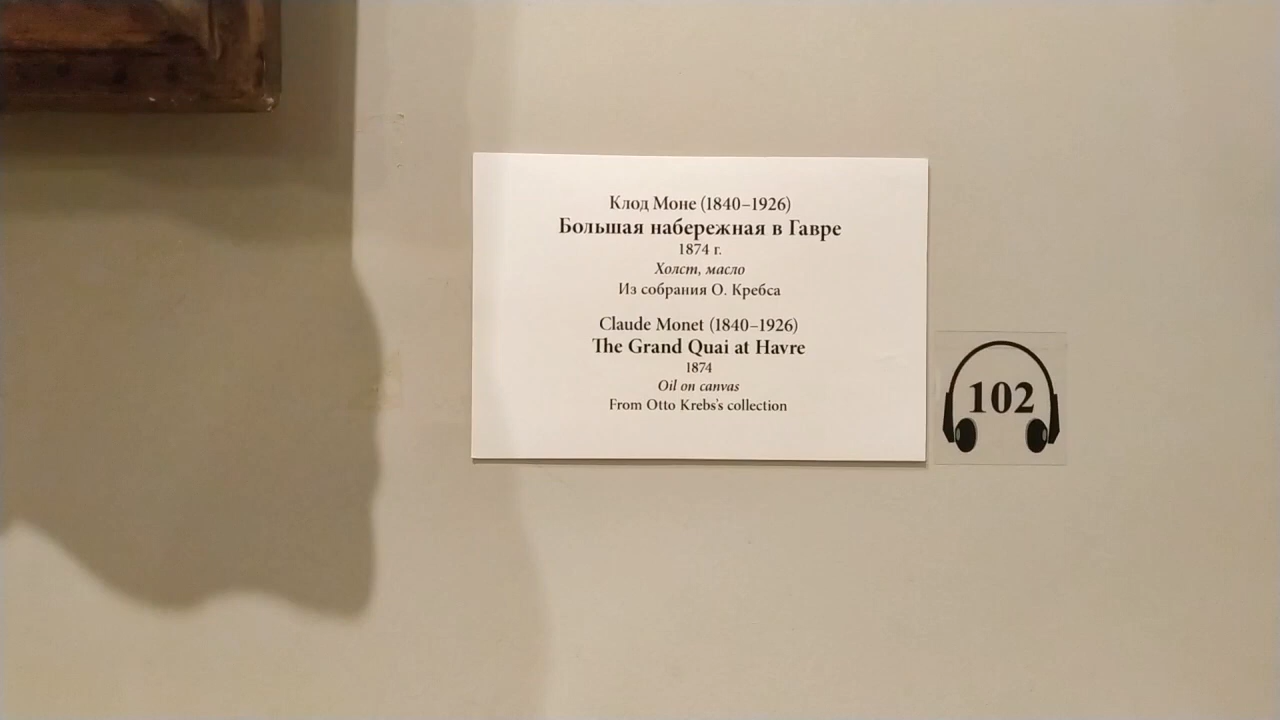 Клод Моне (1840–1926)
Большая набережная в Гавре
1874 г.
Холст, масло
Из собрания О. Кребса
Claude Monet (1840–1926)
The Grand Quai at Havre
1874
Oil on canvas
From Otto Krebs's collection
102